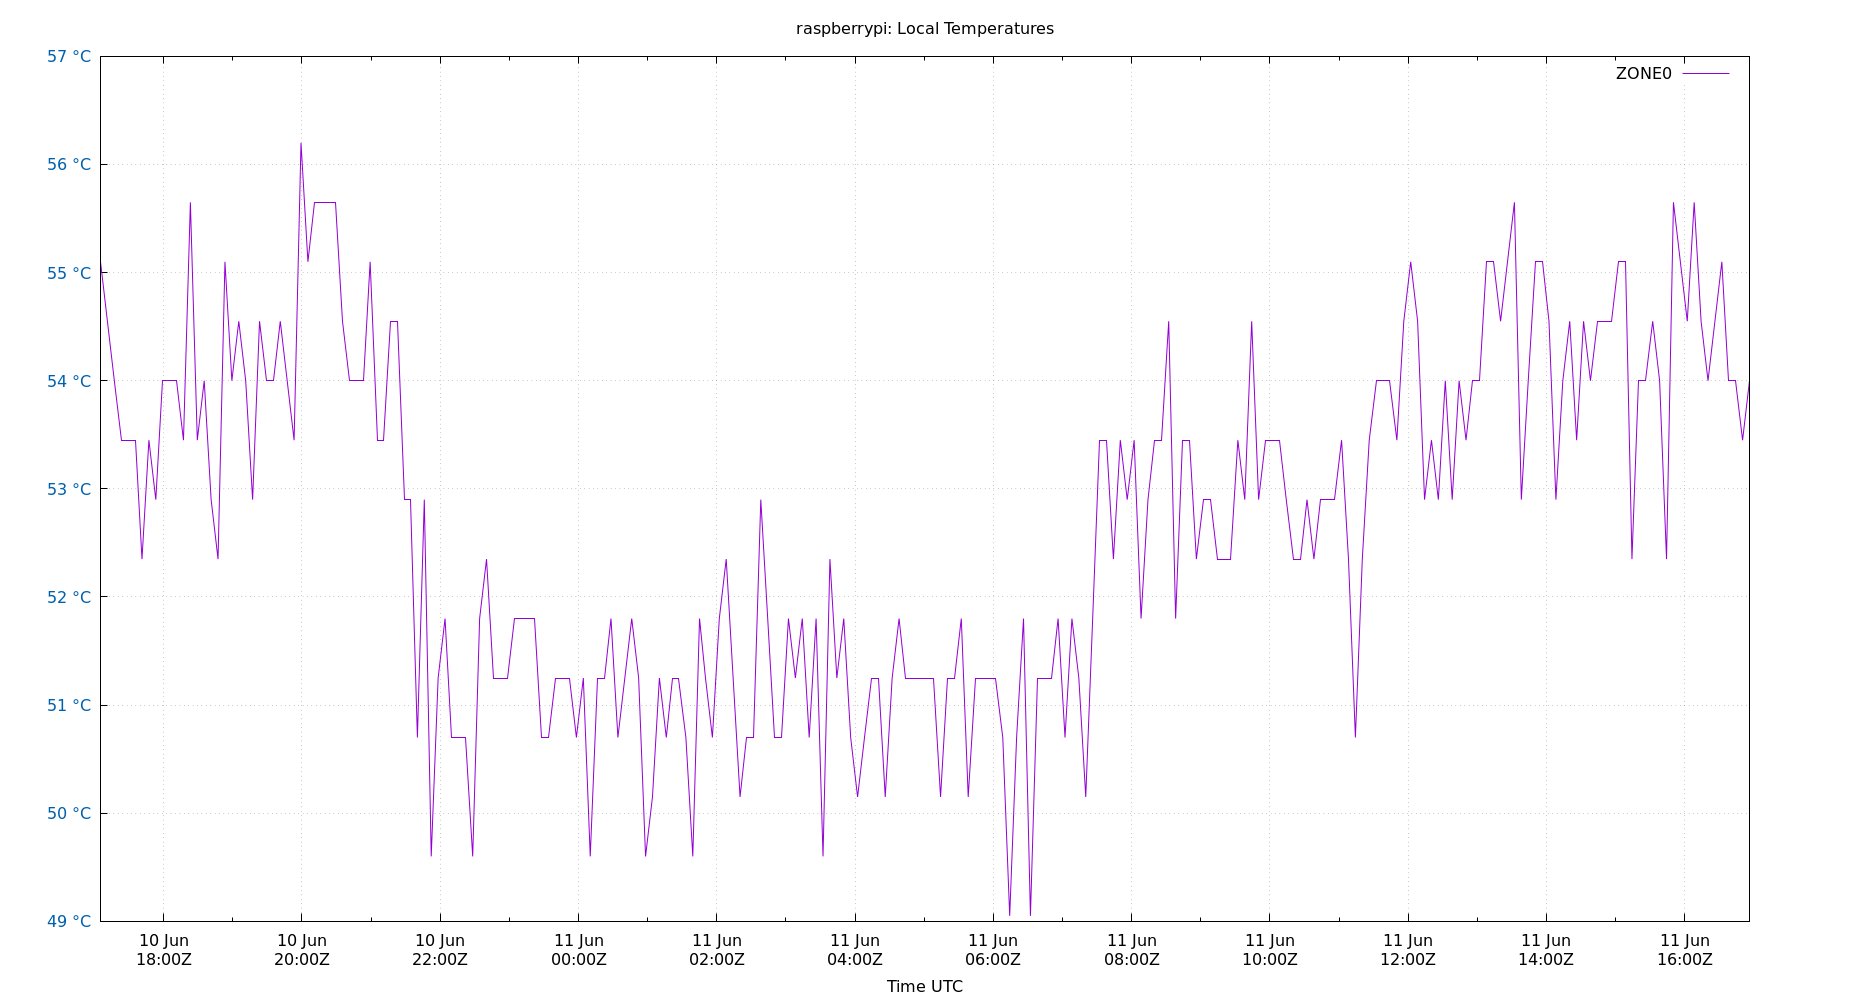 raspberrypi: Local Temperatures
57 °C
ZONE0
56 °C
55 °C
54 °C
53 °C
52 °C
51 °C
50 °C
49 °C
10 Jun 10 Jun 10 Jun 11 Jun 11 Jun 11 Jun 11 Jun 11 Jun 11 Jun 11 Jun 11 Jun 11 Jun
18:00Z 20:00Z 22:00Z 00:00Z 02:00Z 04:00Z 06:00Z 08:00Z 10:00Z 12:00Z 14:00Z 16:00Z
Time UTC